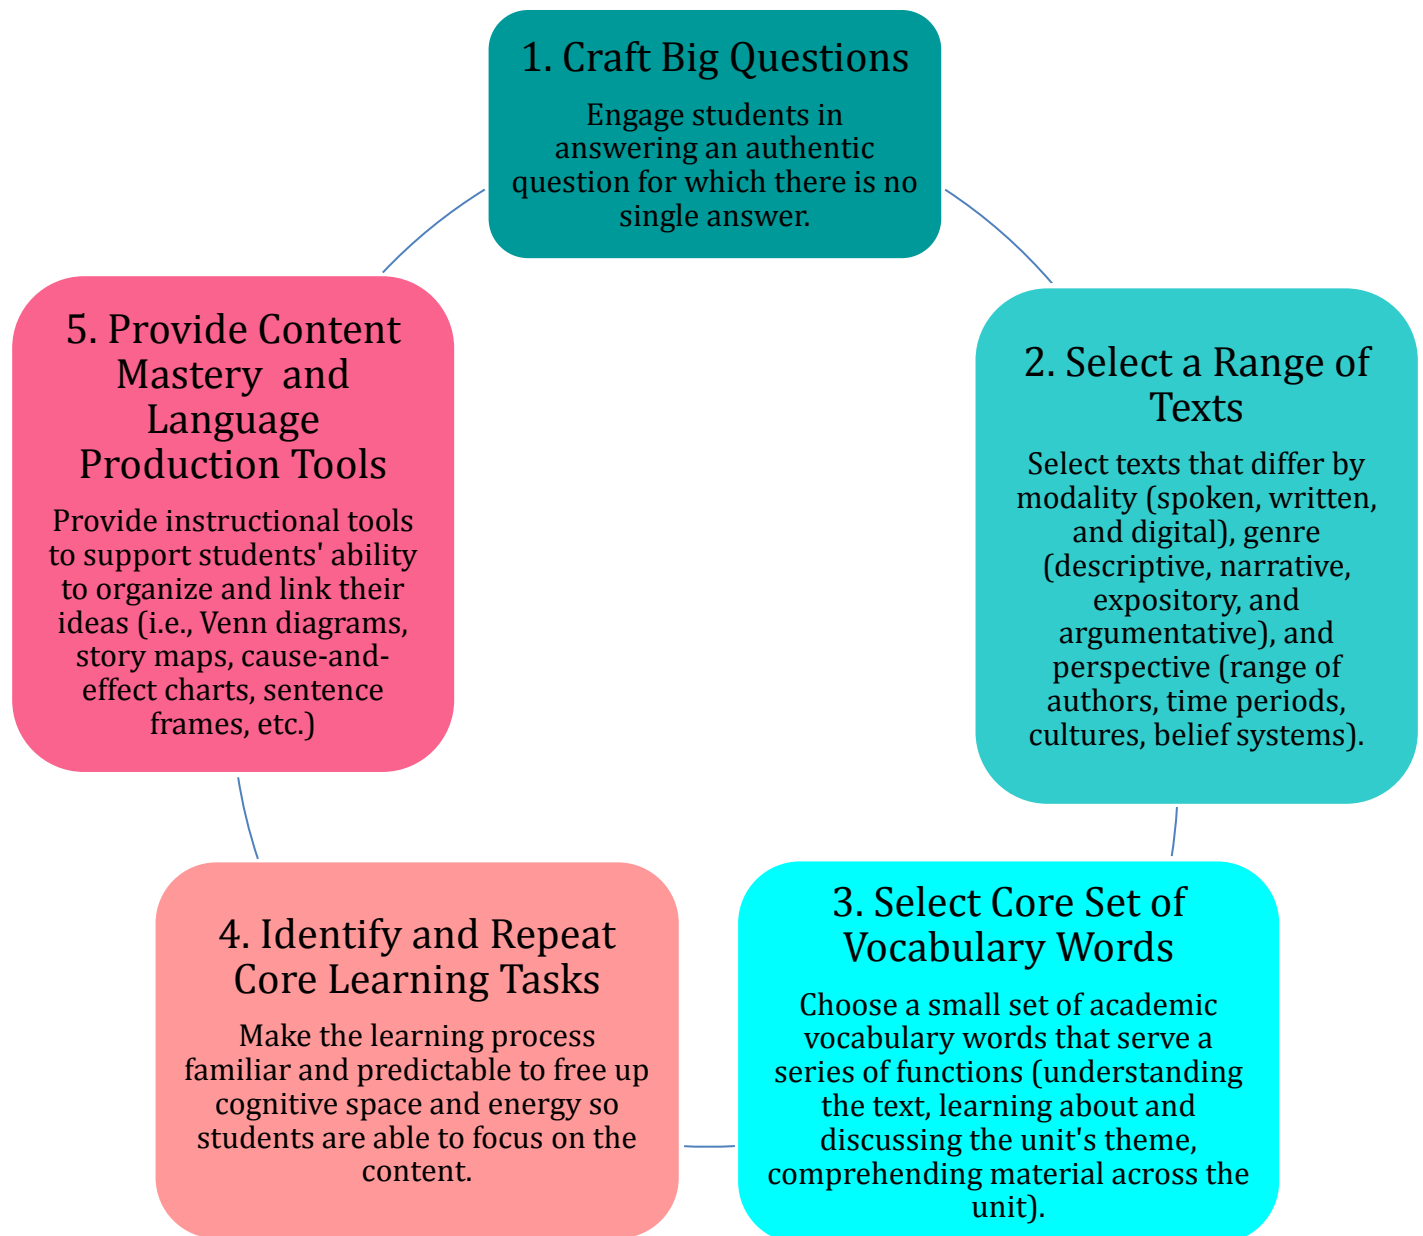 1. Craft Big Questions
Engage students in
answering an authentic
question for which there is no
single answer.
2. Select a Range of
Texts
Select texts that differ by
modality (spoken, written,
and digital), genre
(descriptive, narrative,
expository, and
argumentative), and
perspective (range of
authors, time periods,
cultures, belief systems).
3. Select Core Set of
Vocabulary Words
Choose a small set of academic
vocabulary words that serve a
series of functions (understanding
the text, learning about and
discussing the unit's theme,
comprehending material across the
unit).
4. Identify and Repeat
Core Learning Tasks
Make the learning process
familiar and predictable to free up
cognitive space and energy so
students are able to focus on the
content.
5. Provide Content
Mastery  and
Language
Production Tools
Provide instructional tools
to support students' ability
to organize and link their
ideas (i.e., Venn diagrams,
story maps, cause-and-
effect charts, sentence
frames, etc.)